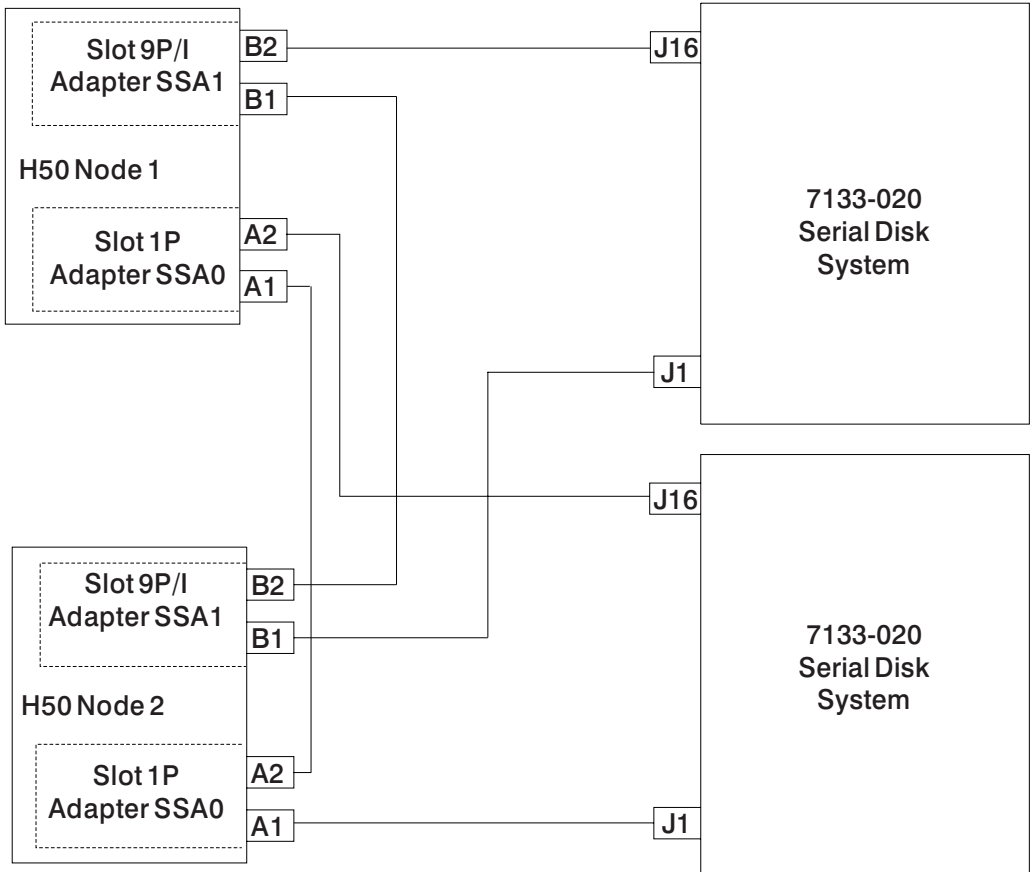 Slot 9P/I
Adapter SSA1
B2
B1
H50 Node 1
Slot 1P
Adapter SSA0
A2
A1
J16
7133-020
Serial Disk
System
J1
Slot 9P/I
Adapter SSA1
B2
B1
H50 Node 2
Slot 1P
Adapter SSA0
A2
A1
J16
7133-020
Serial Disk
System
J1